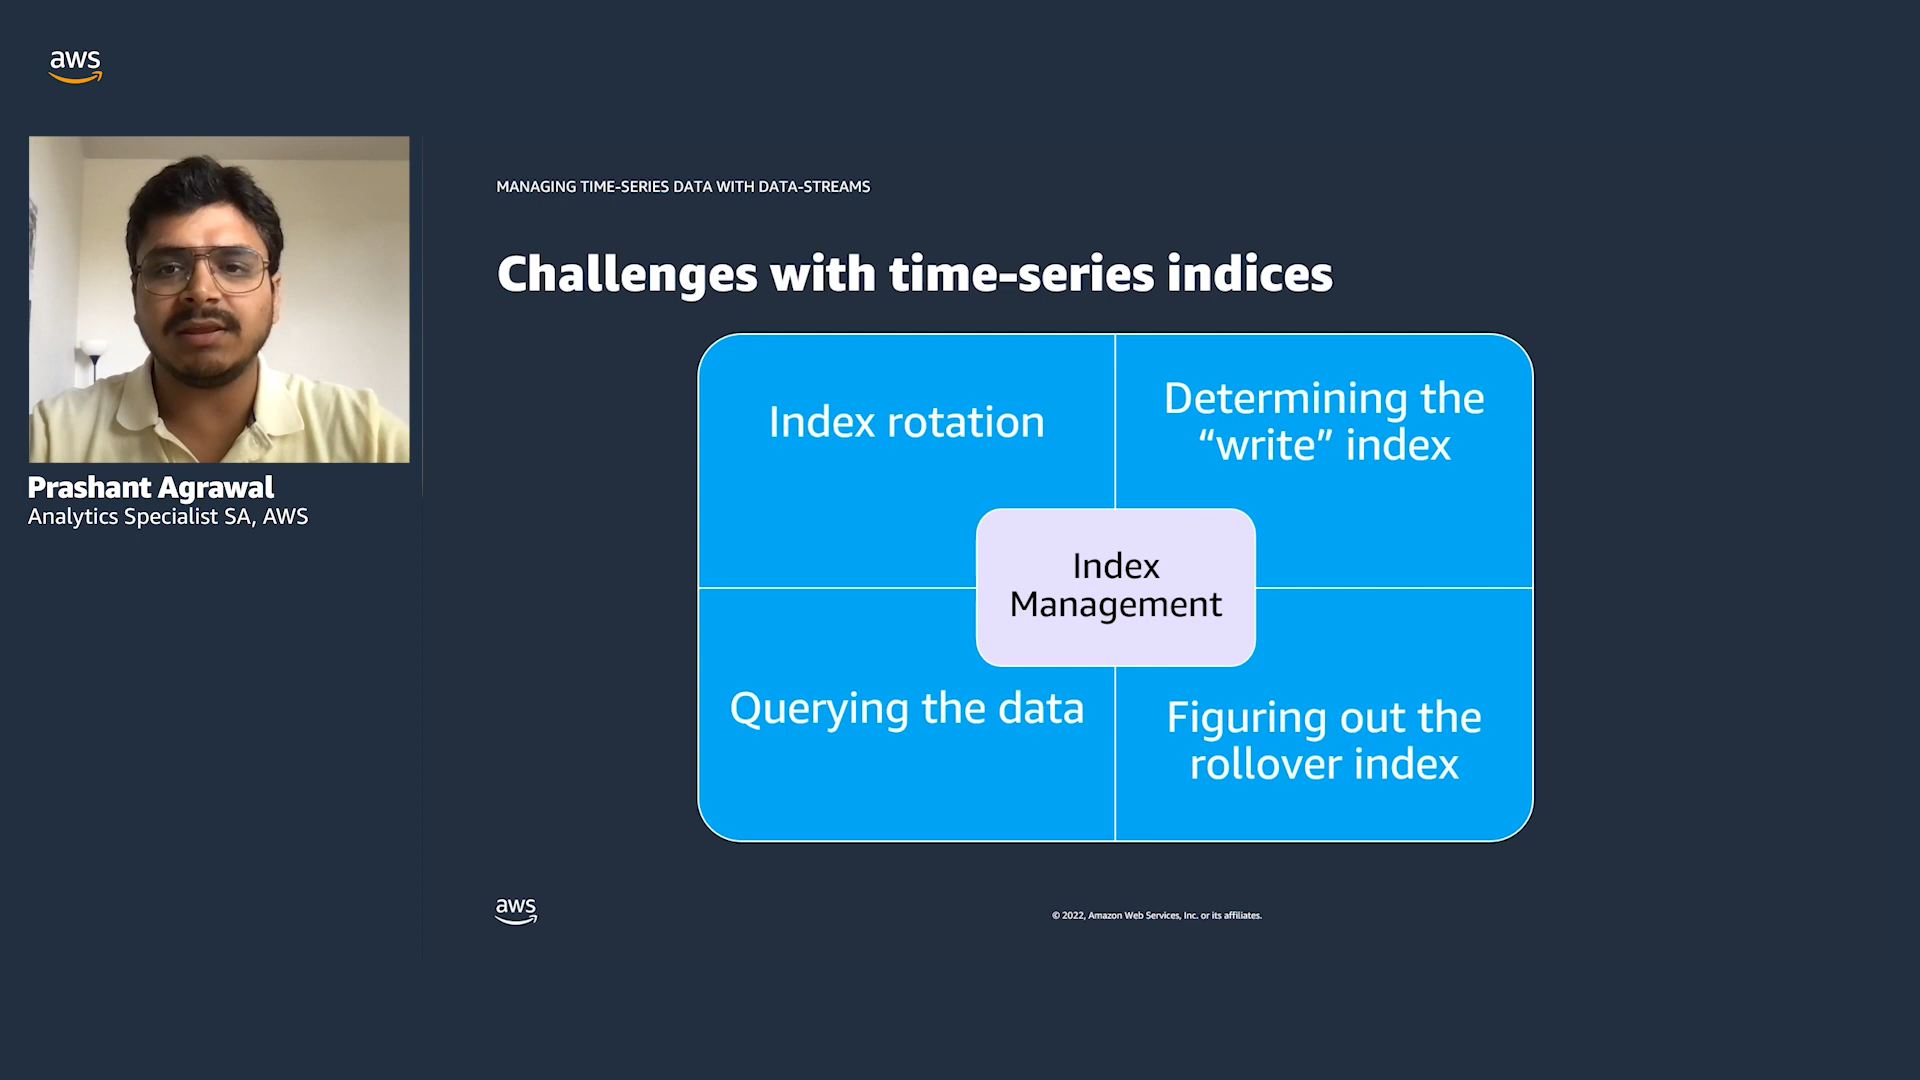 aws
Prashant Agrawal
Analytics Specialist SA, AWS
MANAGING TIME-SERIES DATA WITH DATA-STREAMS
Challenges with time-series indices
Index rotation
Determining the
“write” index
Index
Management
Querying the data
Figuring out the
rollover index
aws
© 2022, Amazon Web Services, Inc. or its affiliates.